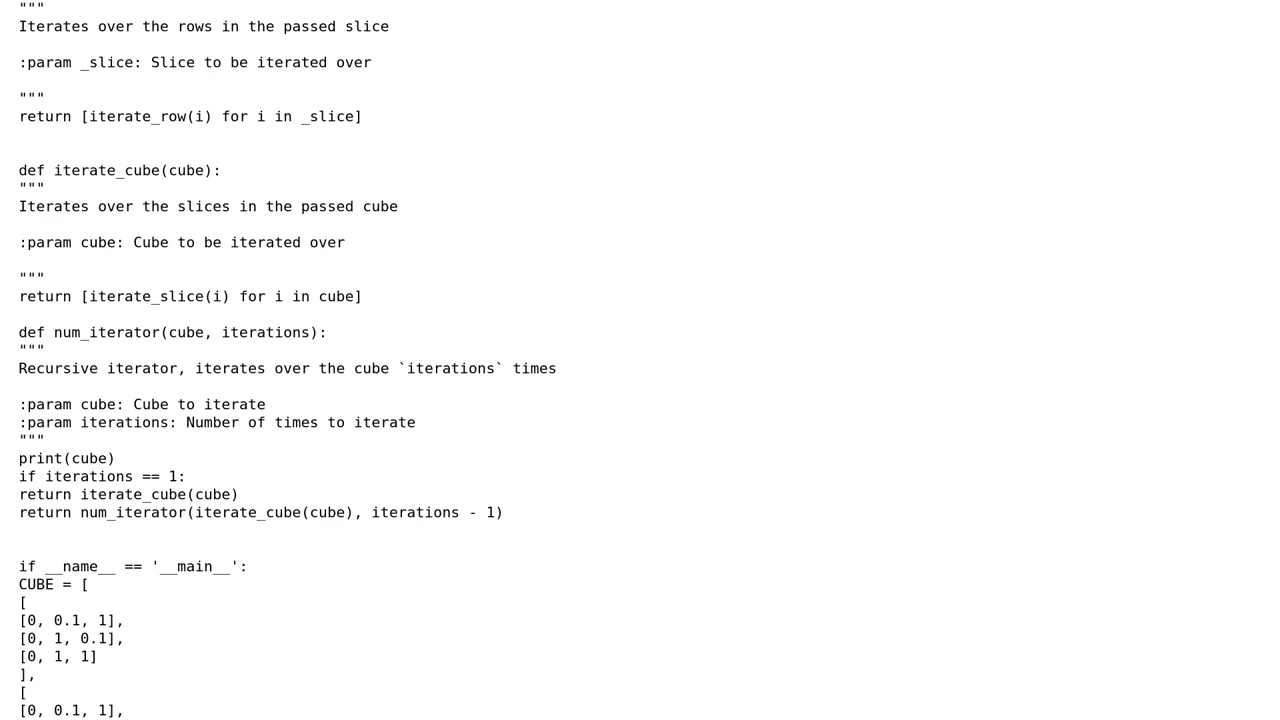 """
Iterates over the rows in the passed slice
:param _slice: Slice to be iterated over
"""
return [iterate_row(i) for i in _slice]
def iterate_cube(cube):
"""
Iterates over the slices in the passed cube
:param cube: Cube to be iterated over
"""
return [iterate_slice(i) for i in cube]
def num_iterator(cube, iterations):
"""
Recursive iterator, iterates over the cube `iterations` times
:param cube: Cube to iterate
:param iterations: Number of times to iterate
"""
print(cube)
if iterations == 1:
return iterate_cube(cube)
return num_iterator(iterate_cube(cube), iterations - 1)
if __name__ == '__main__':
CUBE = [
[
[0, 0.1, 1],
[0, 1, 0.1],
[0, 1, 1]
],
[
[0, 0.1, 1],